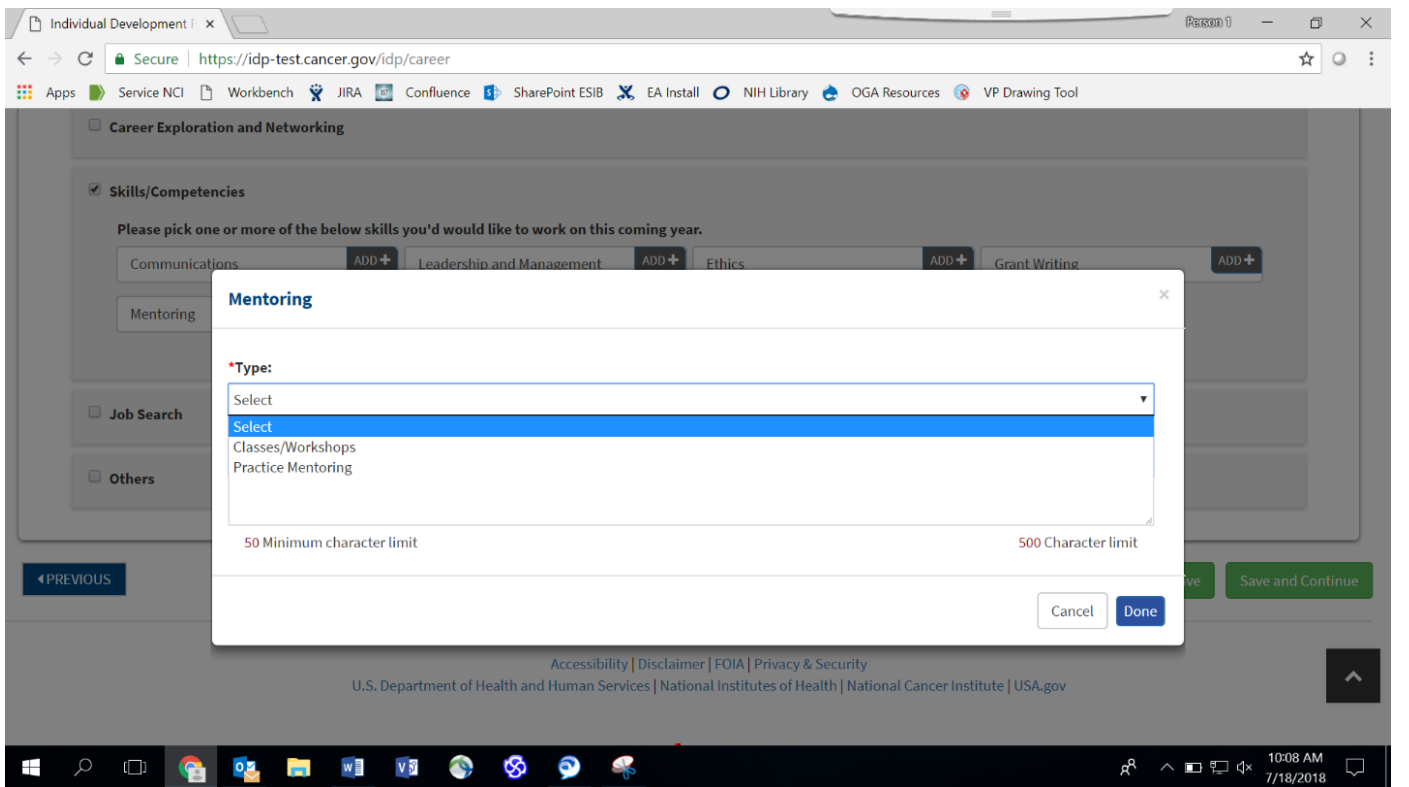 Individual Development P
Person 1
Secure https://idp-test.cancer.gov/idp/career
Apps Service NCI Workbench JIRA Confluence SharePoint ESIB EA Install NIH Library OGA Resources VP Drawing Tool
Career Exploration and Networking
Skills/Competencies
Please pick one or more of the below skills you'd would like to work on this coming year.
Communications ADD+ Leadership and Management ADD+ Ethics ADD+ Grant Writing ADD+
Mentoring
Mentoring ×
*Type:
Select
Select
Classes/Workshops
Practice Mentoring
Job Search
Others
50 Minimum character limit 500 Character limit
PREVIOUS
ve Save and Continue
Cancel Done
Accessibility | Disclaimer | FOIA | Privacy & Security
U.S. Department of Health and Human Services | National Institutes of Health | National Cancer Institute | USA.gov
10:08 AM
7/18/2018